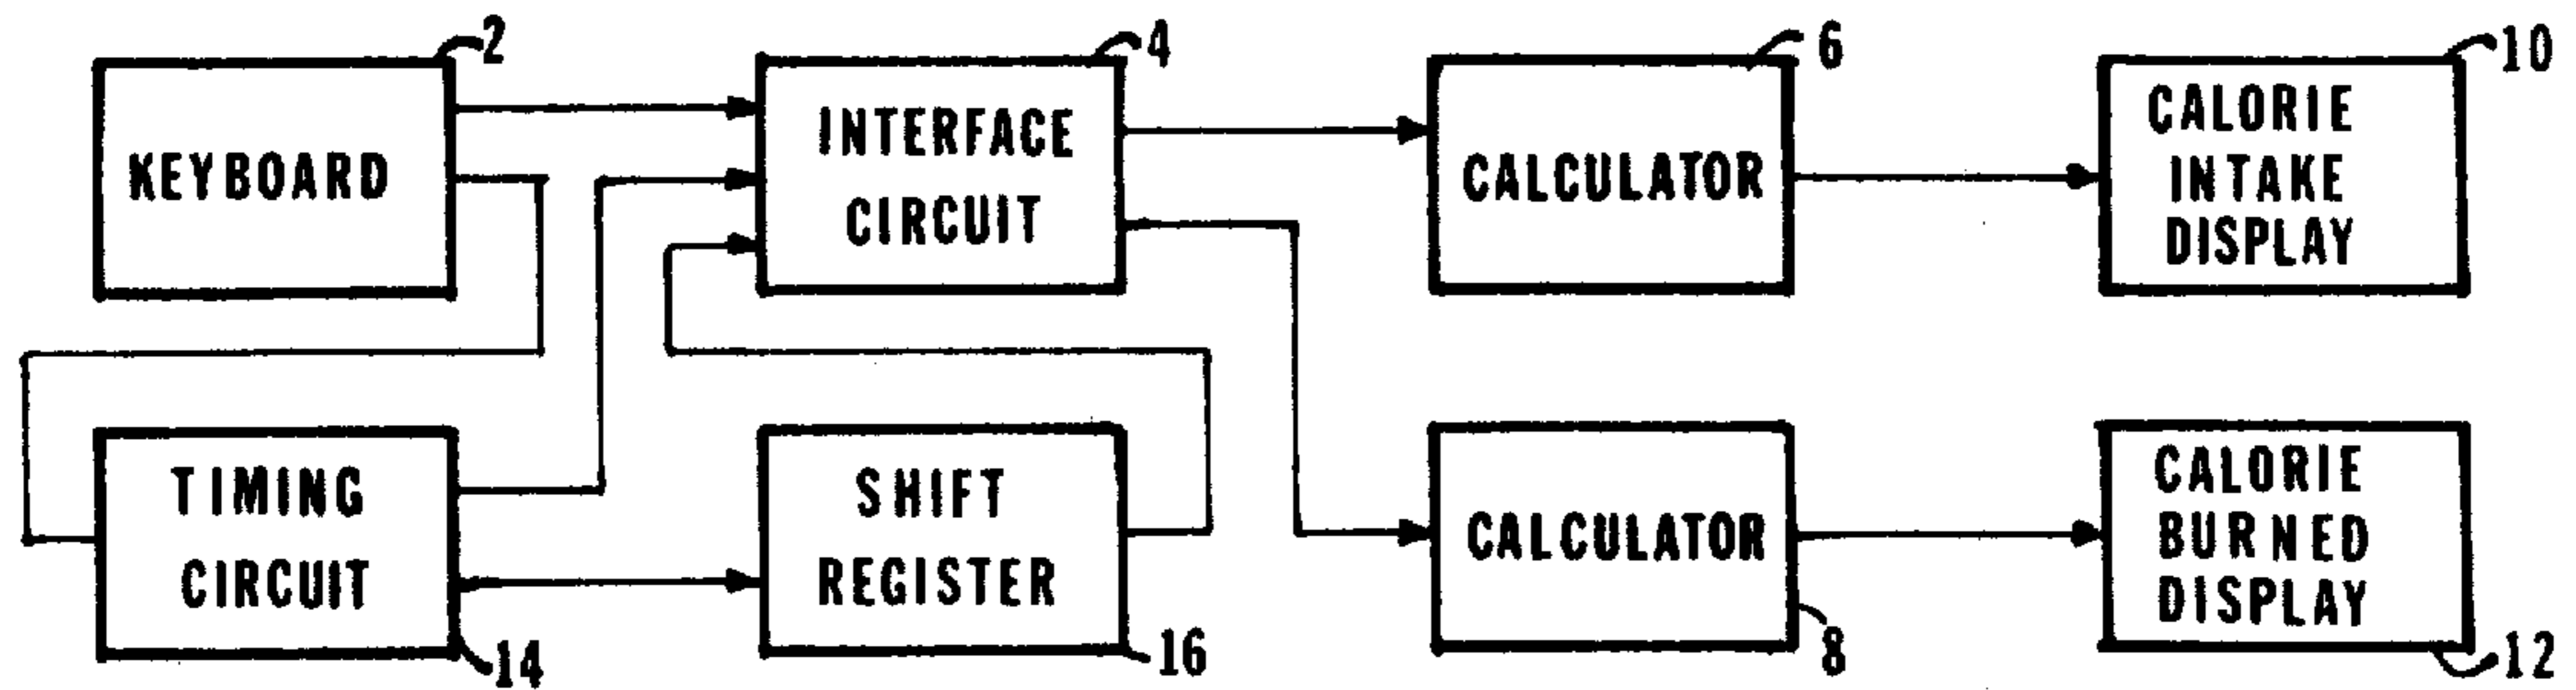 2
KEYBOARD
4
INTERFACE
CIRCUIT
6
CALCULATOR
10
CALORIE
INTAKE
DISPLAY
TIMING
CIRCUIT
14
SHIFT
REGISTER
16
CALCULATOR
8
CALORIE
BURNED
DISPLAY
12